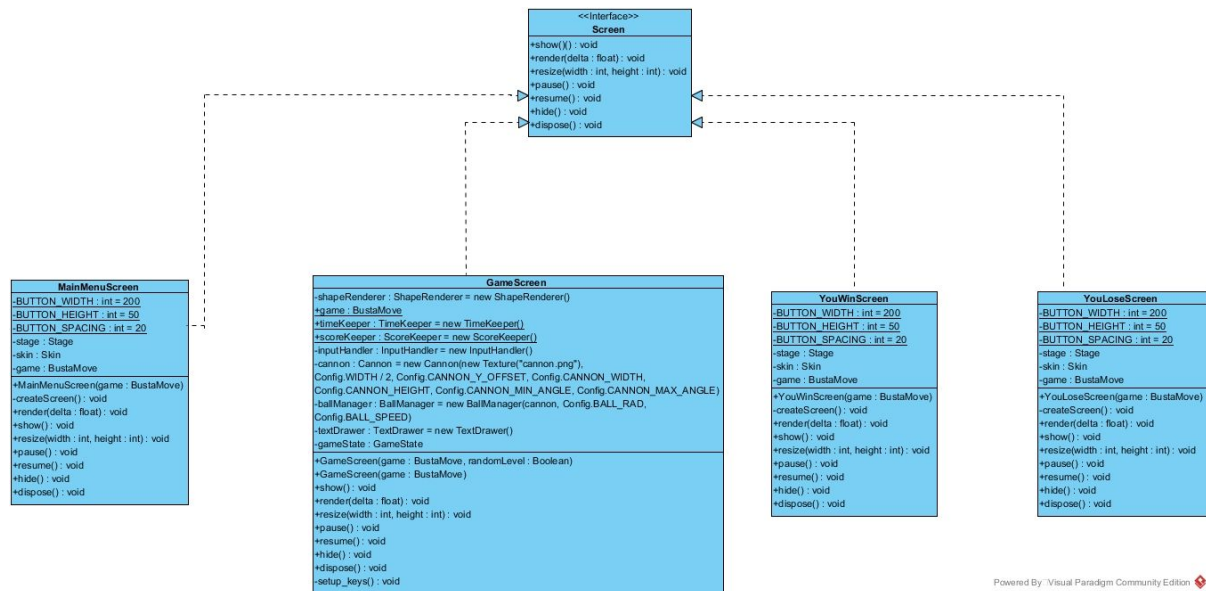 <<Interface>>
Screen
+show()() : void
+render(delta : float) : void
+resize(width : int, height : int) : void
+pause() : void
+resume() : void
+hide() : void
+dispose() : void
MainMenuScreen
-BUTTON_WIDTH : int = 200
-BUTTON_HEIGHT : int = 50
-BUTTON_SPACING : int = 20
-stage : Stage
-skin : Skin
-game : BustaMove
+MainMenuScreen(game : BustaMove)
-createScreen() : void
+render(delta : float) : void
+show() : void
+resize(width : int, height : int) : void
+pause() : void
+resume() : void
+hide() : void
+dispose() : void
GameScreen
-shapeRenderer : ShapeRenderer = new ShapeRenderer()
+game : BustaMove
+timeKeeper : TimeKeeper = new TimeKeeper()
+scoreKeeper : ScoreKeeper = new ScoreKeeper()
-inputHandler : InputHandler = new InputHandler()
-cannon : Cannon = new Cannon(new Texture("cannon.png"),
Config.WIDTH / 2, Config.CANNON_Y_OFFSET, Config.CANNON_WIDTH,
Config.CANNON_HEIGHT, Config.CANNON_MIN_ANGLE, Config.CANNON_MAX_ANGLE)
-ballManager : BallManager = new BallManager(cannon, Config.BALL_RAD,
Config.BALL_SPEED)
-textDrawer : TextDrawer = new TextDrawer()
-gameState : GameState
+GameScreen(game : BustaMove, randomLevel : Boolean)
+GameScreen(game : BustaMove)
+show() : void
+render(delta : float) : void
+resize(width : int, height : int) : void
+pause() : void
+resume() : void
+hide() : void
+dispose() : void
-setup_keys() : void
YouWinScreen
-BUTTON_WIDTH : int = 200
-BUTTON_HEIGHT : int = 50
-BUTTON_SPACING : int = 20
-stage : Stage
-skin : Skin
-game : BustaMove
+YouWinScreen(game : BustaMove)
-createScreen() : void
+render(delta : float) : void
+show() : void
+resize(width : int, height : int) : void
+pause() : void
+resume() : void
+hide() : void
+dispose() : void
YouLoseScreen
-BUTTON_WIDTH : int = 200
-BUTTON_HEIGHT : int = 50
-BUTTON_SPACING : int = 20
-stage : Stage
-skin : Skin
-game : BustaMove
+YouLoseScreen(game : BustaMove)
-createScreen() : void
+render(delta : float) : void
+show() : void
+resize(width : int, height : int) : void
+pause() : void
+resume() : void
+hide() : void
+dispose() : void
Powered By Visual Paradigm Community Edition